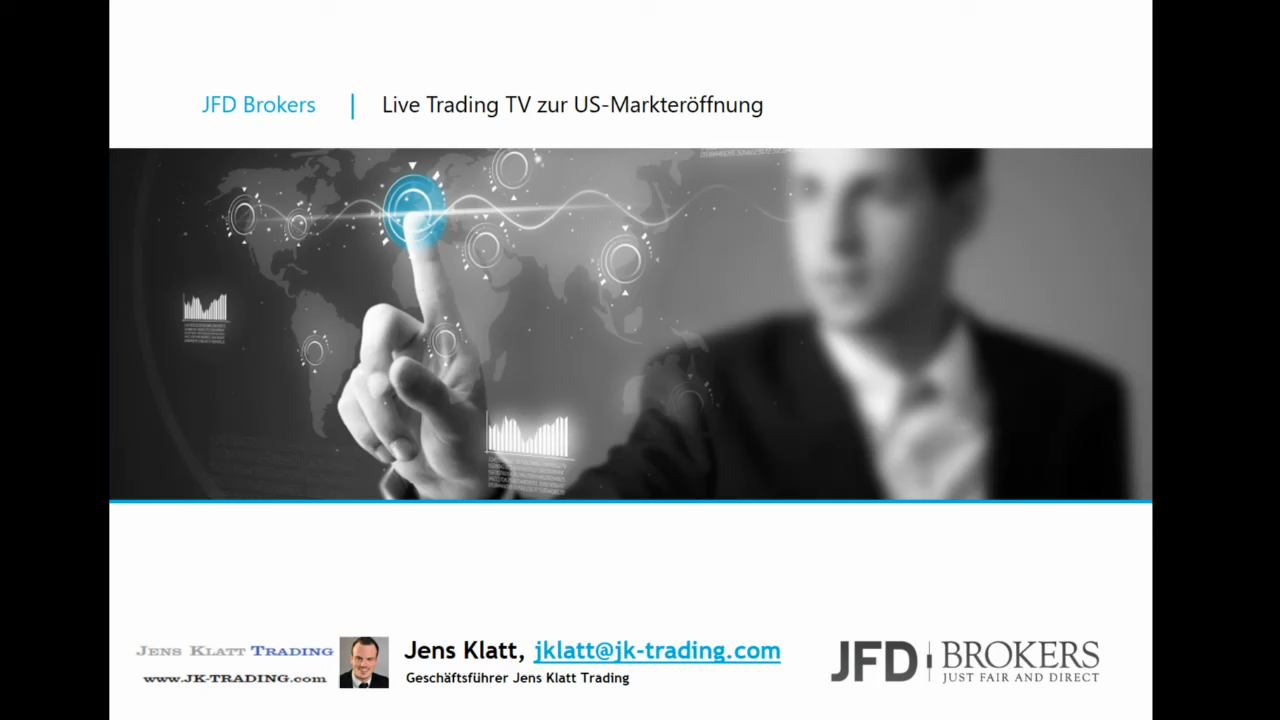 JFD Brokers | Live Trading TV zur US-Markteröffnung
JENS KLATT TRADING
www.JK-TRADING.com
Jens Klatt, jklatt@jk-trading.com
Geschäftsführer Jens Klatt Trading
JFD | BROKERS
JUST FAIR AND DIRECT